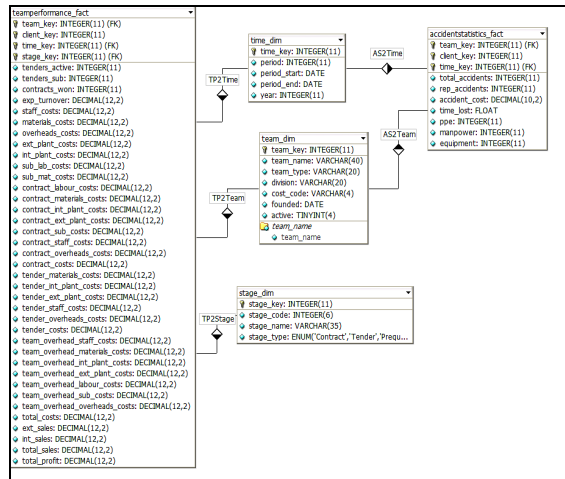 teamperformance_fact
team_key: INTEGER(11) (FK)
client_key: INTEGER(11)
time_key: INTEGER(11) (FK)
stage_key: INTEGER(11) (FK)
tenders_active: INTEGER(11)
tenders_sub: INTEGER(11)
contracts_won: INTEGER(11)
exp_turnover: DECIMAL(12,2)
staff_costs: DECIMAL(12,2)
materials_costs: DECIMAL(12,2)
overheads_costs: DECIMAL(12,2)
ext_plant_costs: DECIMAL(12,2)
int_plant_costs: DECIMAL(12,2)
sub_lab_costs: DECIMAL(12,2)
sub_mat_costs: DECIMAL(12,2)
contract_labour_costs: DECIMAL(12,2)
contract_materials_costs: DECIMAL(12,2)
contract_int_plant_costs: DECIMAL(12,2)
contract_ext_plant_costs: DECIMAL(12,2)
contract_sub_costs: DECIMAL(12,2)
contract_staff_costs: DECIMAL(12,2)
contract_overheads_costs: DECIMAL(12,2)
contract_costs: DECIMAL(12,2)
tender_materials_costs: DECIMAL(12,2)
tender_int_plant_costs: DECIMAL(12,2)
tender_ext_plant_costs: DECIMAL(12,2)
tender_staff_costs: DECIMAL(12,2)
tender_overheads_costs: DECIMAL(12,2)
tender_costs: DECIMAL(12,2)
team_overhead_staff_costs: DECIMAL(12,2)
team_overhead_materials_costs: DECIMAL(12,2)
team_overhead_int_plant_costs: DECIMAL(12,2)
team_overhead_ext_plant_costs: DECIMAL(12,2)
team_overhead_labour_costs: DECIMAL(12,2)
team_overhead_sub_costs: DECIMAL(12,2)
team_overhead_overheads_costs: DECIMAL(12,2)
total_costs: DECIMAL(12,2)
ext_sales: DECIMAL(12,2)
int_sales: DECIMAL(12,2)
total_sales: DECIMAL(12,2)
total_profit: DECIMAL(12,2)
TP2Time
time_dim
time_key: INTEGER(11)
period: INTEGER(11)
period_start: DATE
period_end: DATE
year: INTEGER(11)
AS2Time
accidentstatistics_fact
team_key: INTEGER(11) (FK)
client_key: INTEGER(11)
time_key: INTEGER(11) (FK)
total_accidents: INTEGER(11)
rep_accidents: INTEGER(11)
accident_cost: DECIMAL(10,2)
time_lost: FLOAT
ppe: INTEGER(11)
manpower: INTEGER(11)
equipment: INTEGER(11)
AS2Team
TP2Team
team_dim
team_key: INTEGER(11)
team_name: VARCHAR(40)
team_type: VARCHAR(20)
division: VARCHAR(20)
cost_code: VARCHAR(4)
founded: DATE
active: TINYINT(4)
team_name
team_name
TP2Stage
stage_dim
stage_key: INTEGER(11)
stage_code: INTEGER(6)
stage_name: VARCHAR(35)
stage_type: ENUM('Contract','Tender','Prequ...